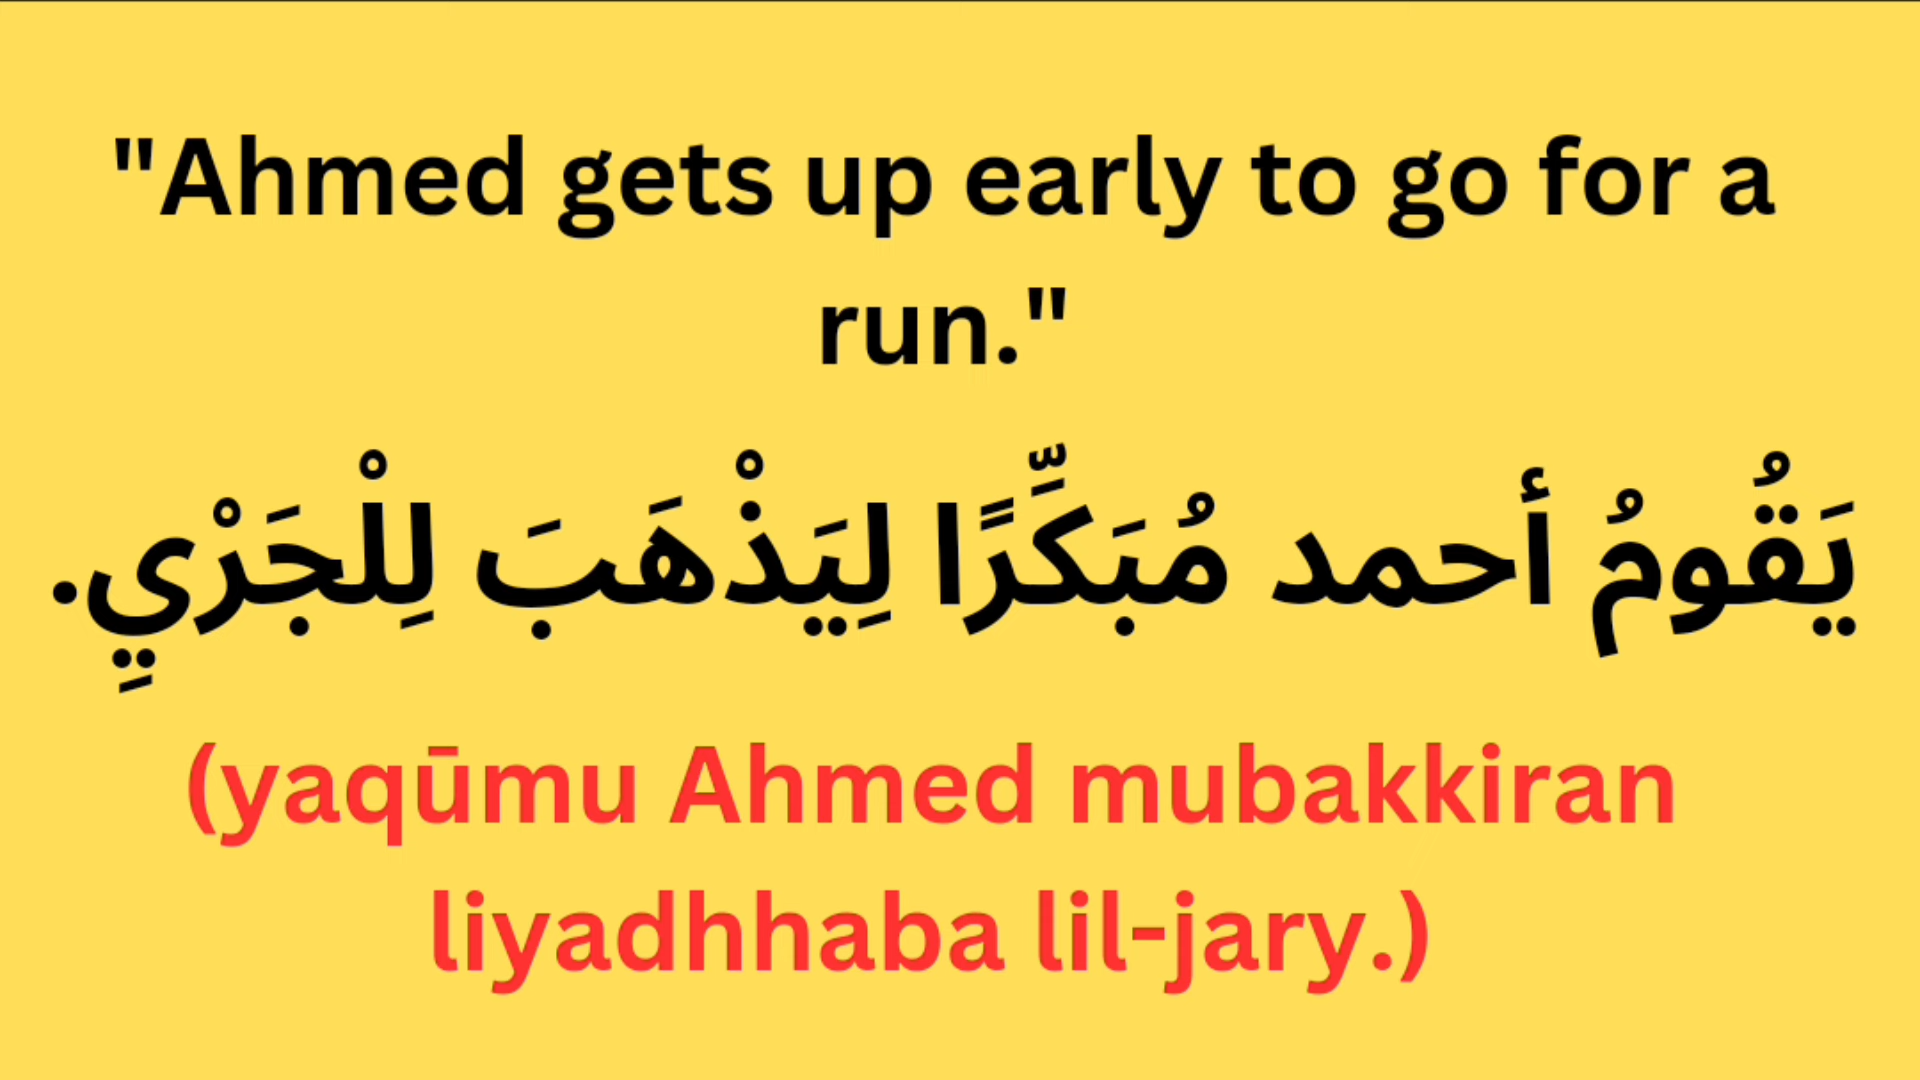 "Ahmed gets up early to go for a
run."
يَقُومُ أحمد مُبَكِّرًا لِيَذْهَبَ لِلْجَرْيِ.
(yaqūmu Ahmed mubakkiran
liyadhhaba lil-jary.)